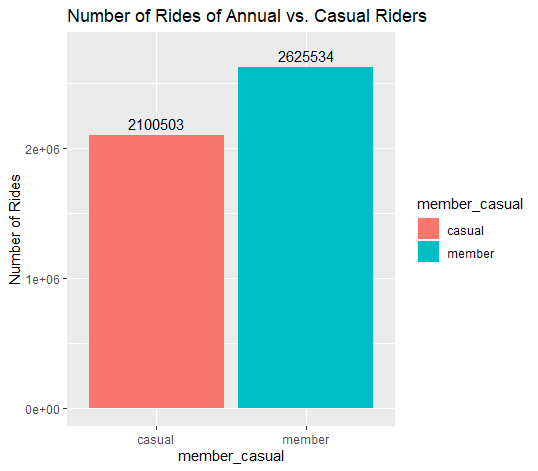 Number of Rides of Annual vs. Casual Riders
2625534
2100503
2e+06
1e+06
0e+00
Number of Rides
casual
member
member_casual
member_casual
casual
member